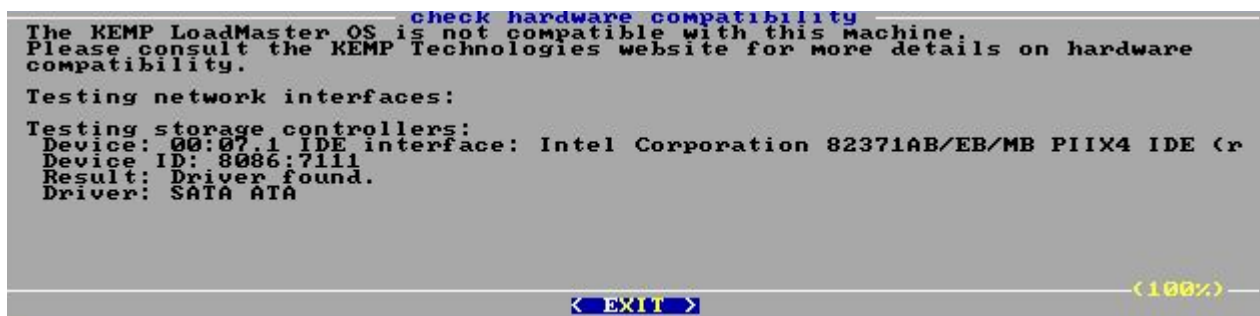 check hardware compatibility
The KEMP LoadMaster OS is not compatible with this machine.
Please consult the KEMP Technologies website for more details on hardware
compatibility.
Testing network interfaces:
Testing storage controllers:
Device: 00:07.1 IDE interface: Intel Corporation 82371AB/EB/MB PIIX4 IDE (r
Device ID: 8086:7111
Result: Driver found.
Driver: SATA ATA
(100%)
< EXIT >